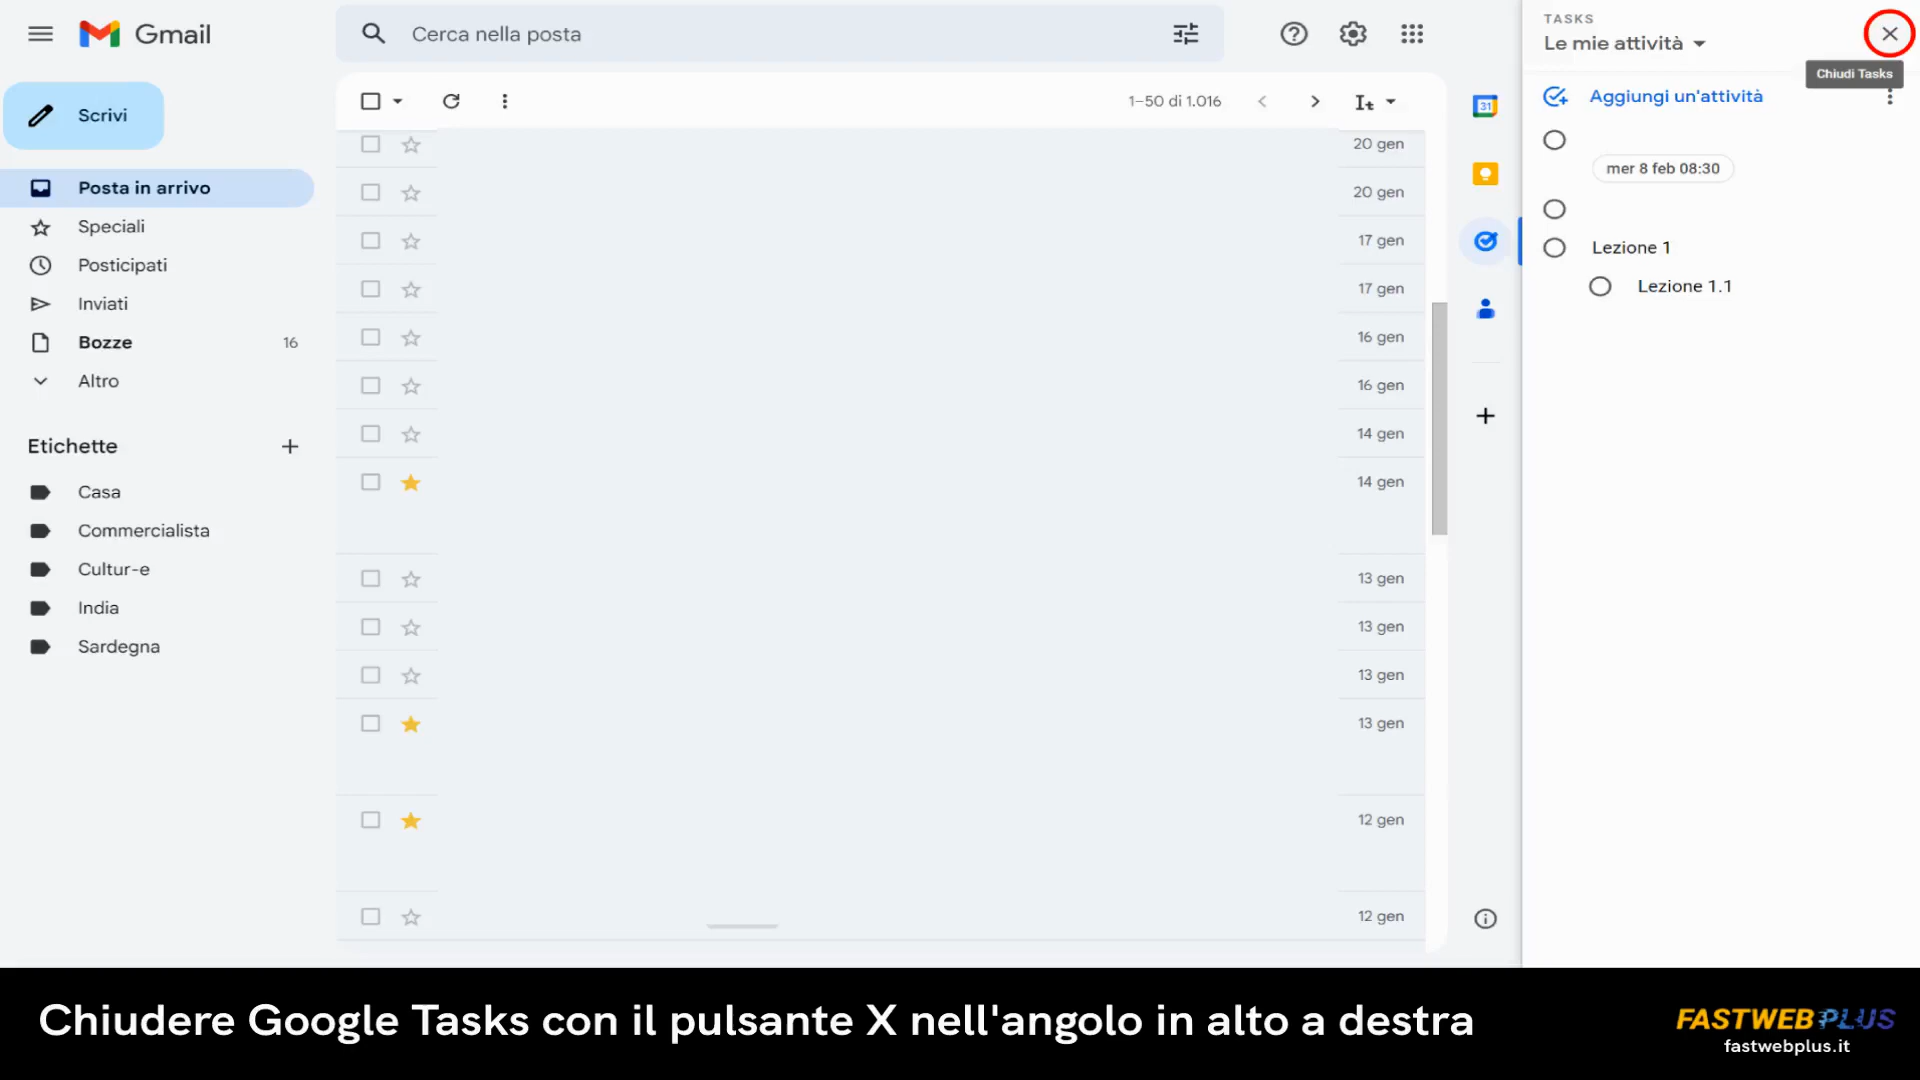 Gmail
Cerca nella posta
TASKS
Le mie attività
Chiudi Tasks
Scrivi
1–50 di 1.016
31
Aggiungi un'attività
Posta in arrivo
Speciali
Posticipati
Inviati
Bozze 16
Altro
Etichette
Casa
Commercialista
Cultur-e
India
Sardegna
20 gen
20 gen
17 gen
17 gen
16 gen
16 gen
14 gen
14 gen
13 gen
13 gen
13 gen
13 gen
12 gen
12 gen
mer 8 feb 08:30
Lezione 1
Lezione 1.1
Chiudere Google Tasks con il pulsante X nell'angolo in alto a destra
FASTWEB PLUS
fastwebplus.it